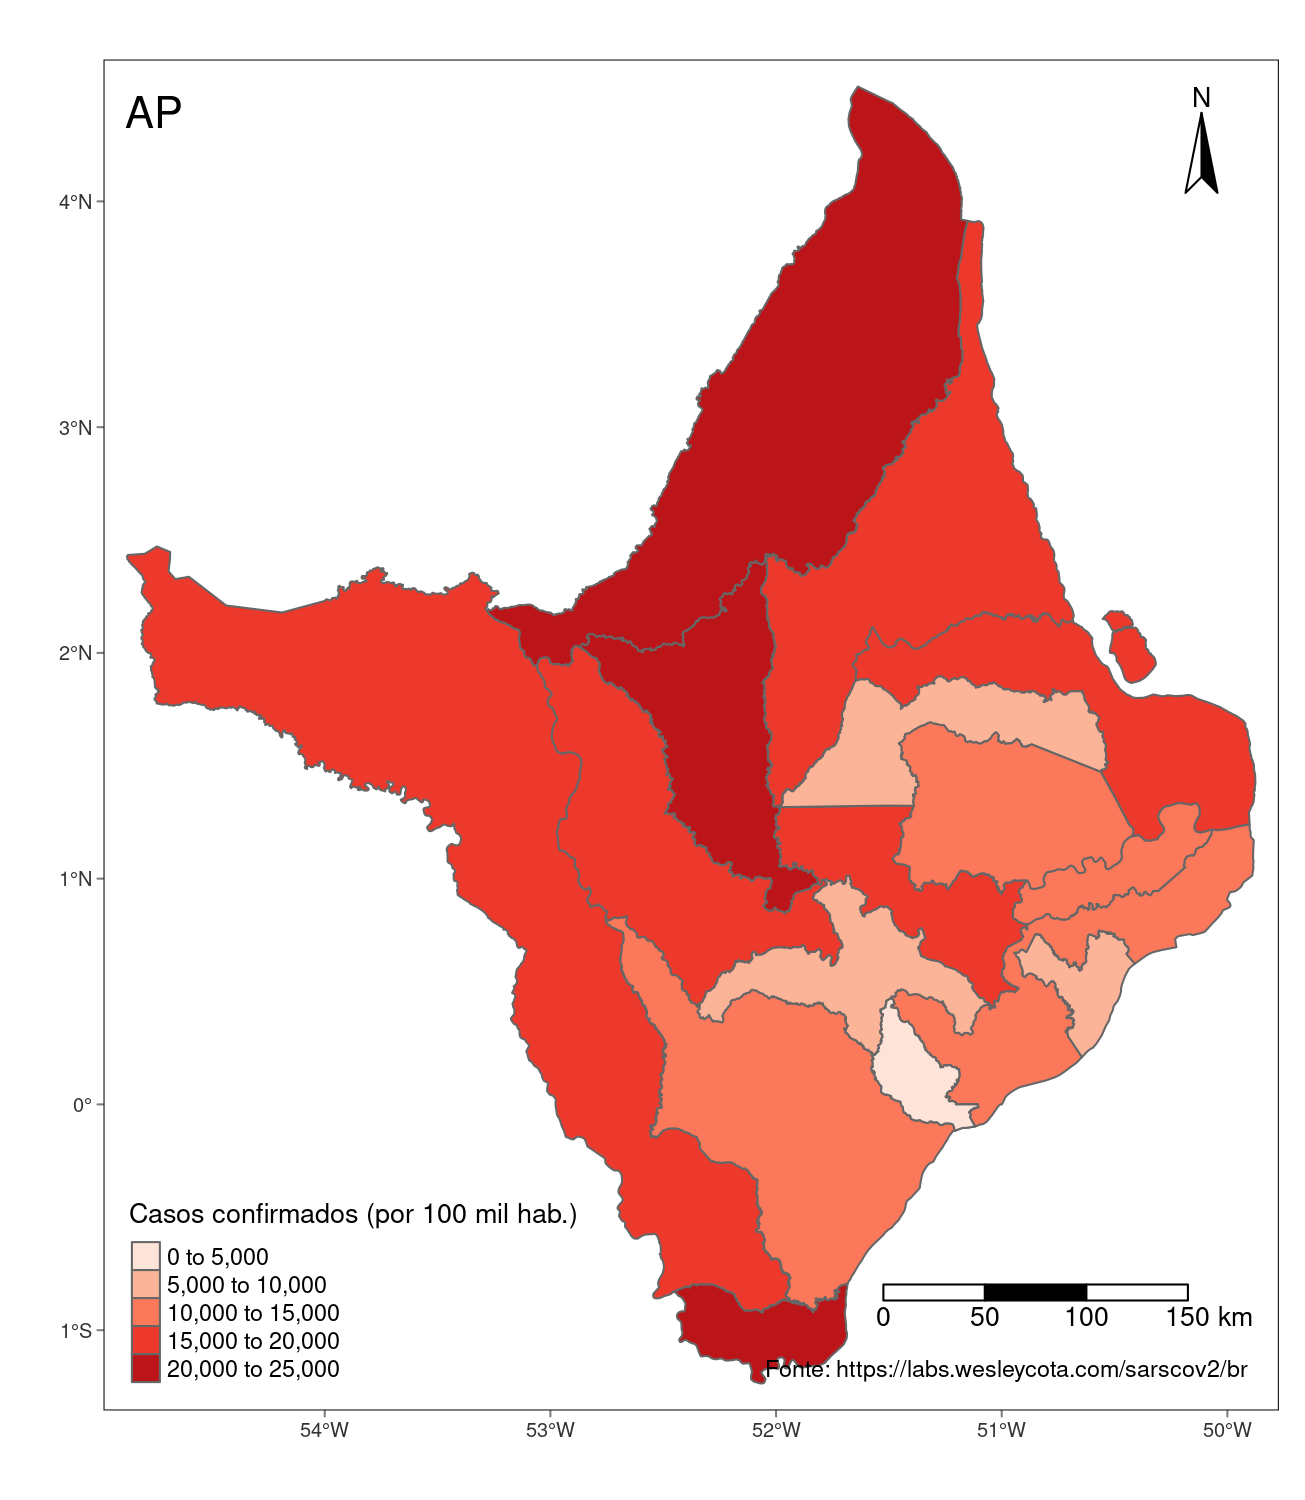 AP
N
4°N
3°N
2°N
1°N
0°
1°S
Casos confirmados (por 100 mil hab.)
0 to 5,000
5,000 to 10,000
10,000 to 15,000
15,000 to 20,000
20,000 to 25,000
0 50 100 150 km
Fonte: https://labs.wesleycota.com/sarscov2/br
54°W 53°W 52°W 51°W 50°W